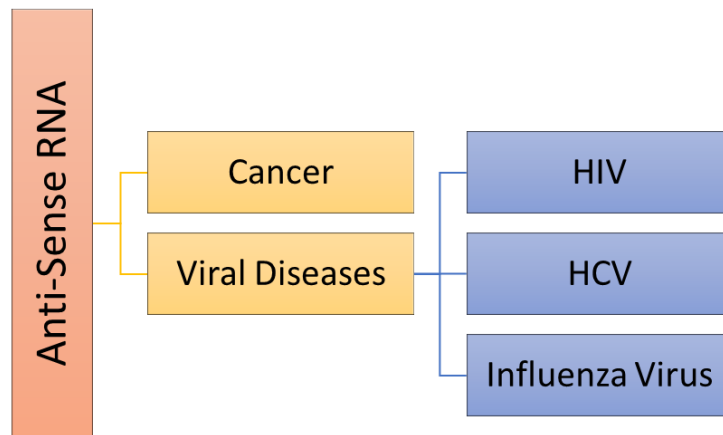 Anti-Sense RNA
Cancer
Viral Diseases
HIV
HCV
Influenza Virus